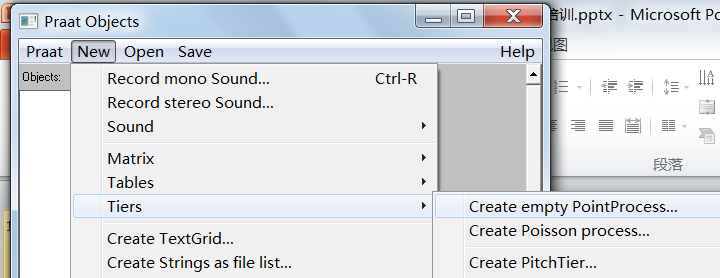 Praat Objects
培训.pptx - Microsoft Po
Praat New Open Save Help
Objects:
Record mono Sound... Ctrl-R
Record stereo Sound...
Sound
Matrix
Tables
Tiers
Create TextGrid...
Create Strings as file list...
Create empty PointProcess...
Create Poisson process...
Create PitchTier...
图
段落